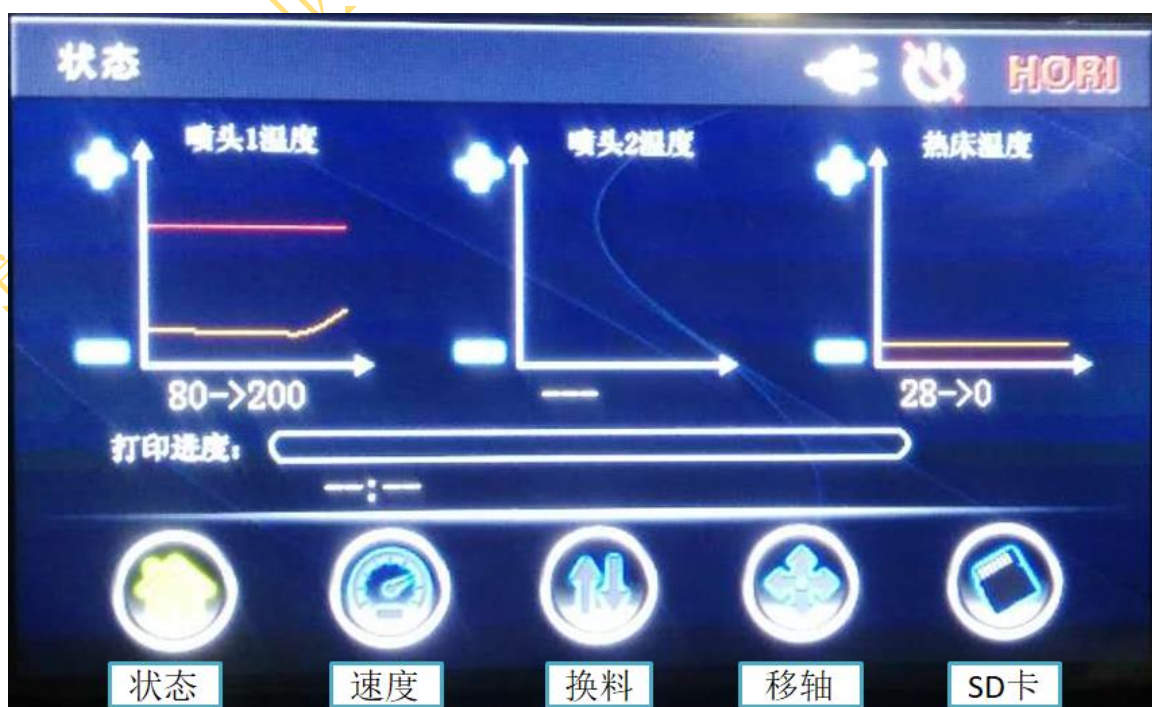 状态
HORI
喷头1温度
喷头2温度
热床温度
80->200
---
28->0
打印进度:
--:--
状态
速度
换料
移轴
SD卡